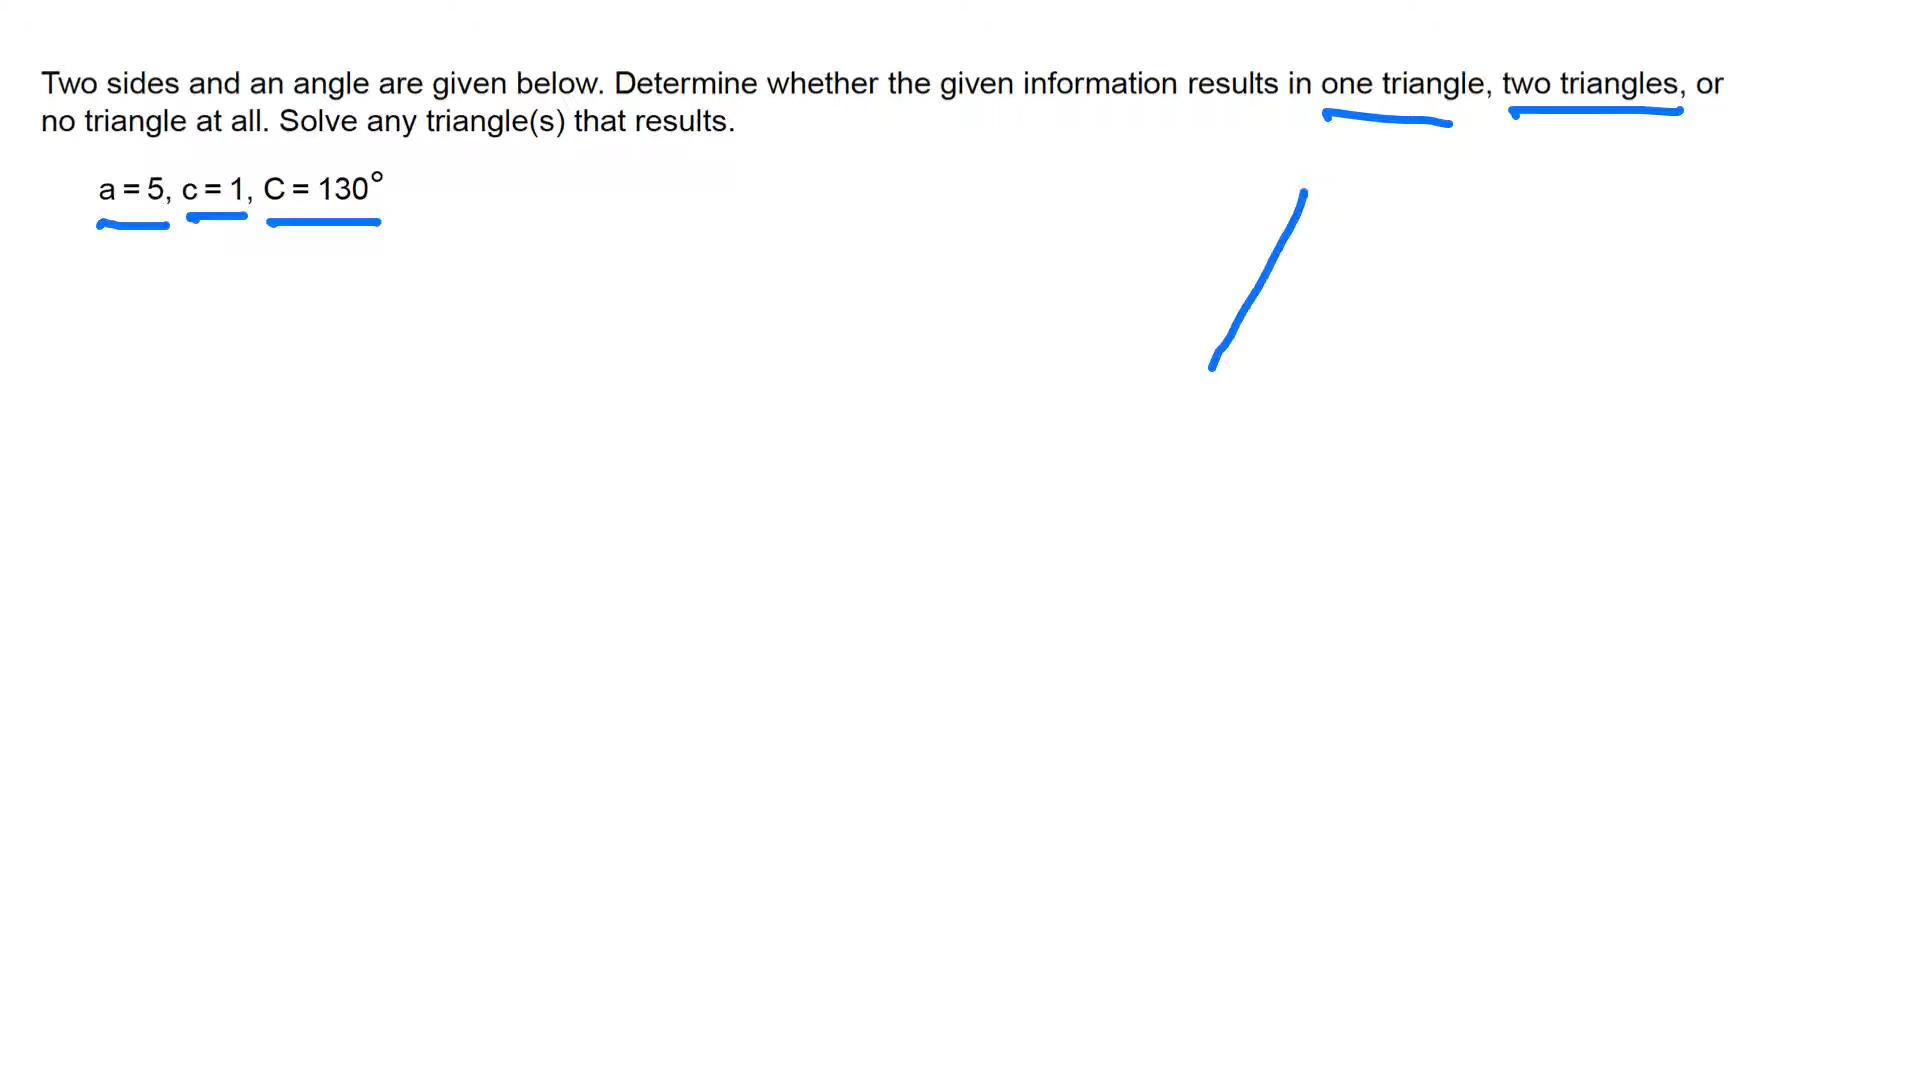 Two sides and an angle are given below. Determine whether the given information results in one triangle, two triangles, or
no triangle at all. Solve any triangle(s) that results.
a = 5, c = 1, C = 130°